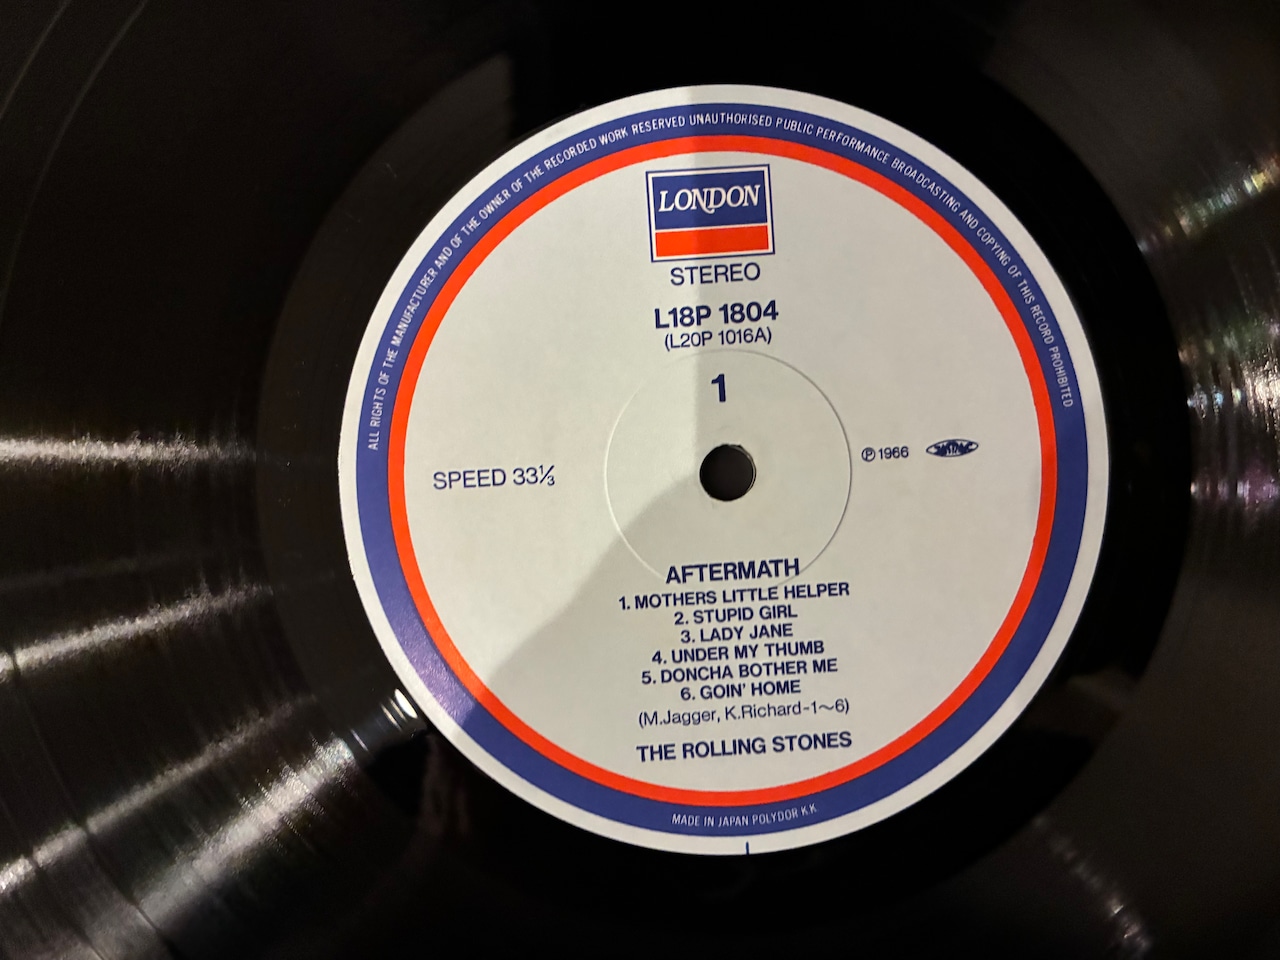 ALL RIGHTS OF THE MANUFACTURER AND OF THE OWNER OF THE RECORDED WORK RESERVED UNAUTHORISED PUBLIC PERFORMANCE BROADCASTING AND COPYING OF THIS RECORD PROHIBITED
LONDON
STEREO
L18P 1804
(L20P 1016A)
1
SPEED 33⅓
℗ 1966
AFTERMATH
1. MOTHERS LITTLE HELPER
2. STUPID GIRL
3. LADY JANE
4. UNDER MY THUMB
5. DONCHA BOTHER ME
6. GOIN' HOME
(M.Jagger, K.Richard-1～6)
THE ROLLING STONES
MADE IN JAPAN POLYDOR K.K